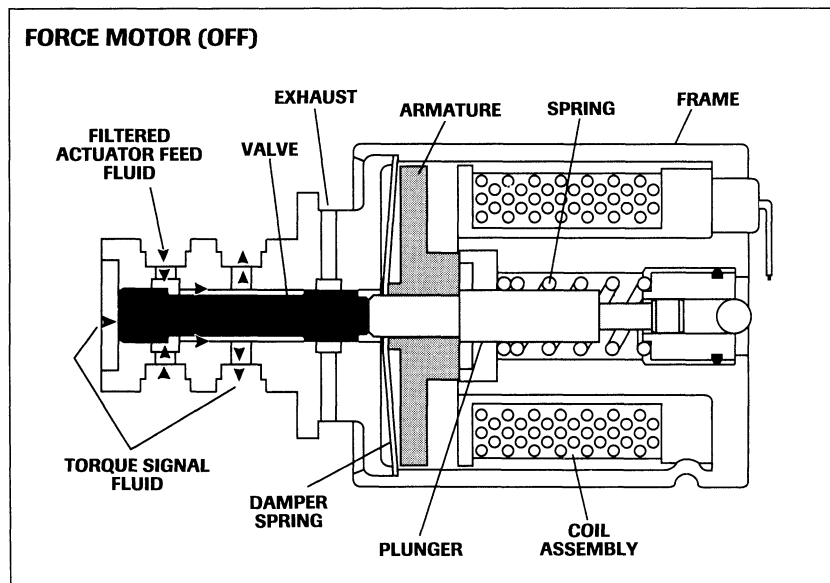 FORCE MOTOR (OFF)
EXHAUST
ARMATURE
SPRING
FRAME
FILTERED
ACTUATOR FEED
FLUID
VALVE
TORQUE SIGNAL
FLUID
DAMPER
SPRING
PLUNGER
COIL
ASSEMBLY